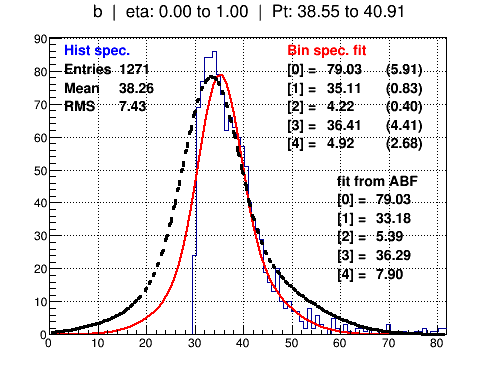 b | eta: 0.00 to 1.00 | Pt: 38.55 to 40.91
Hist spec.
Entries 1271
Mean 38.26
RMS 7.43
Bin spec. fit
[0] = 79.03 (5.91)
[1] = 35.11 (0.83)
[2] = 4.22 (0.40)
[3] = 36.41 (4.41)
[4] = 4.92 (2.68)
fit from ABF
[0] = 79.03
[1] = 33.18
[2] = 5.39
[3] = 36.29
[4] = 7.90
90
80
70
60
50
40
30
20
10
0
0 10 20 30 40 50 60 70 80